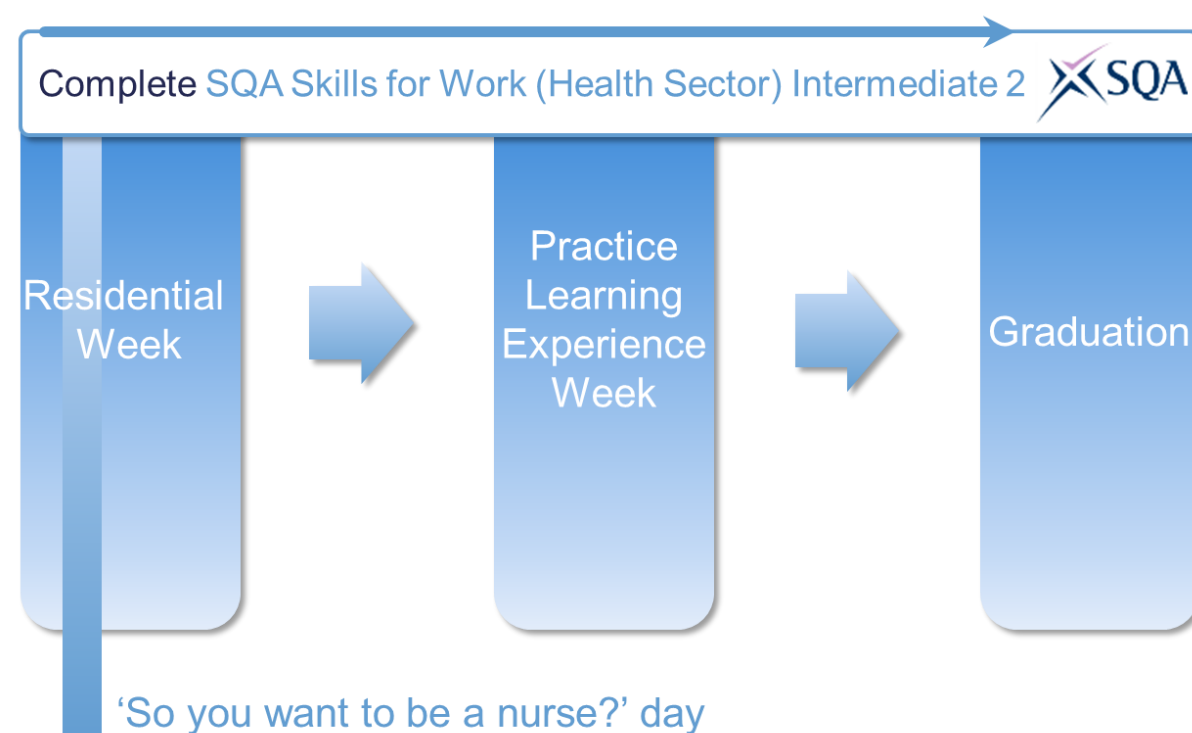 Complete SQA Skills for Work (Health Sector) Intermediate 2
SQA
Residential
Week
Practice
Learning
Experience
Week
Graduation
‘So you want to be a nurse?’ day